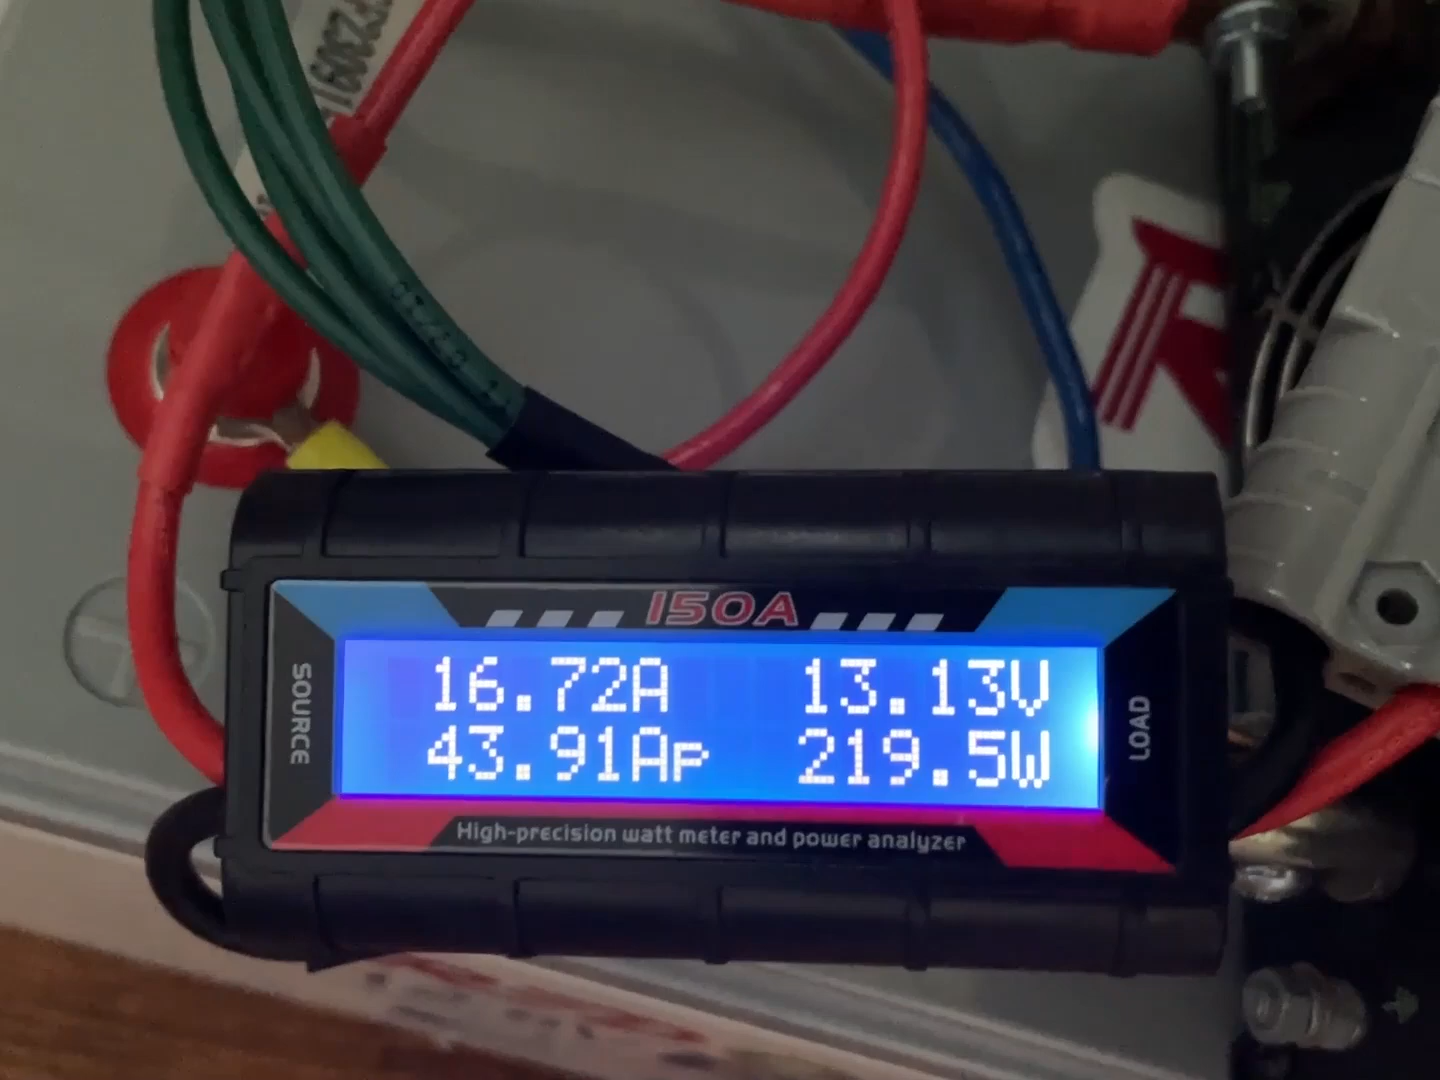 150A
SOURCE
16.72A 13.13V
43.91Ap 219.5W
LOAD
High-precision watt meter and power analyzer